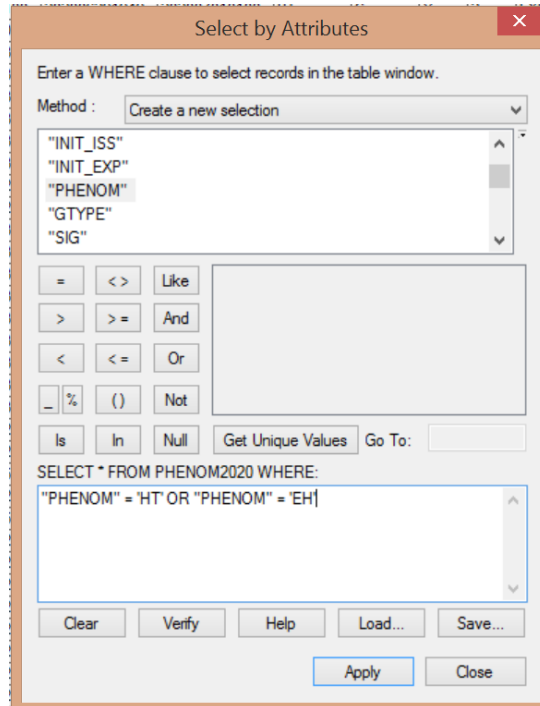 Select by Attributes
Enter a WHERE clause to select records in the table window.
Method : Create a new selection
"INIT_ISS"
"INIT_EXP"
"PHENOM"
"GTYPE"
"SIG"
= < > Like
> > = And
< < = Or
_ % ( ) Not
Is In Null Get Unique Values Go To:
SELECT * FROM PHENOM2020 WHERE:
"PHENOM" = 'HT' OR "PHENOM" = 'EH'
Clear Verify Help Load... Save...
Apply Close